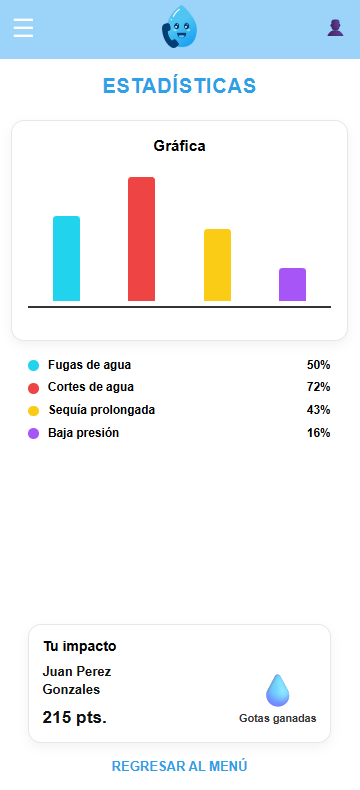 ESTADÍSTICAS
Gráfica
Fugas de agua 50%
Cortes de agua 72%
Sequía prolongada 43%
Baja presión 16%
Tu impacto
Juan Perez
Gonzales
215 pts.
Gotas ganadas
REGRESAR AL MENÚ